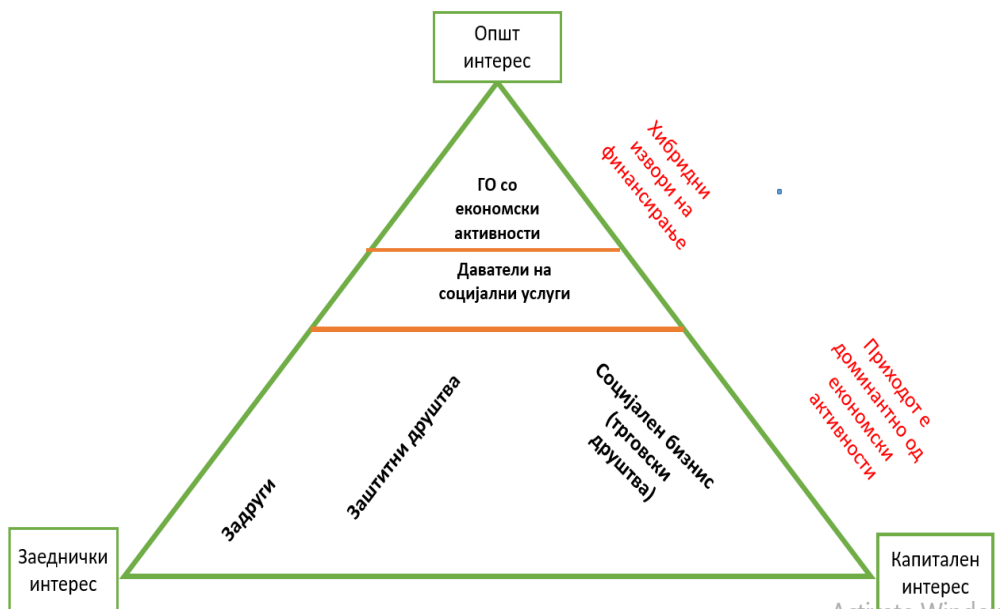 Општ
интерес
Хибридни
извори на
финансирање
ГО со
економски
активности
Даватели на
социјални услуги
Приходот е
доминантно од
економски
активности
Задруги
Заштитни друштва
Социјален бизнис
(трговски
друштва)
Заеднички
интерес
Капитален
интерес